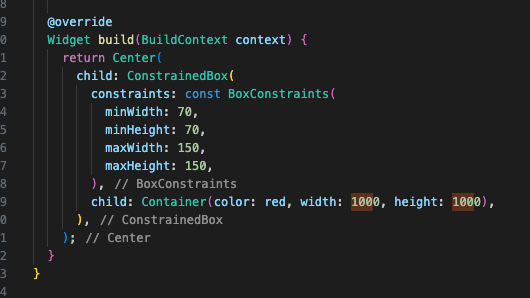 8
9 @override
0 Widget build(BuildContext context) {
1 return Center(
2 child: ConstrainedBox(
3 constraints: const BoxConstraints(
4 minWidth: 70,
5 minHeight: 70,
6 maxWidth: 150,
7 maxHeight: 150,
8 ), // BoxConstraints
9 child: Container(color: red, width: 1000, height: 1000),
0 ), // ConstrainedBox
1 ); // Center
2 }
3 }
4